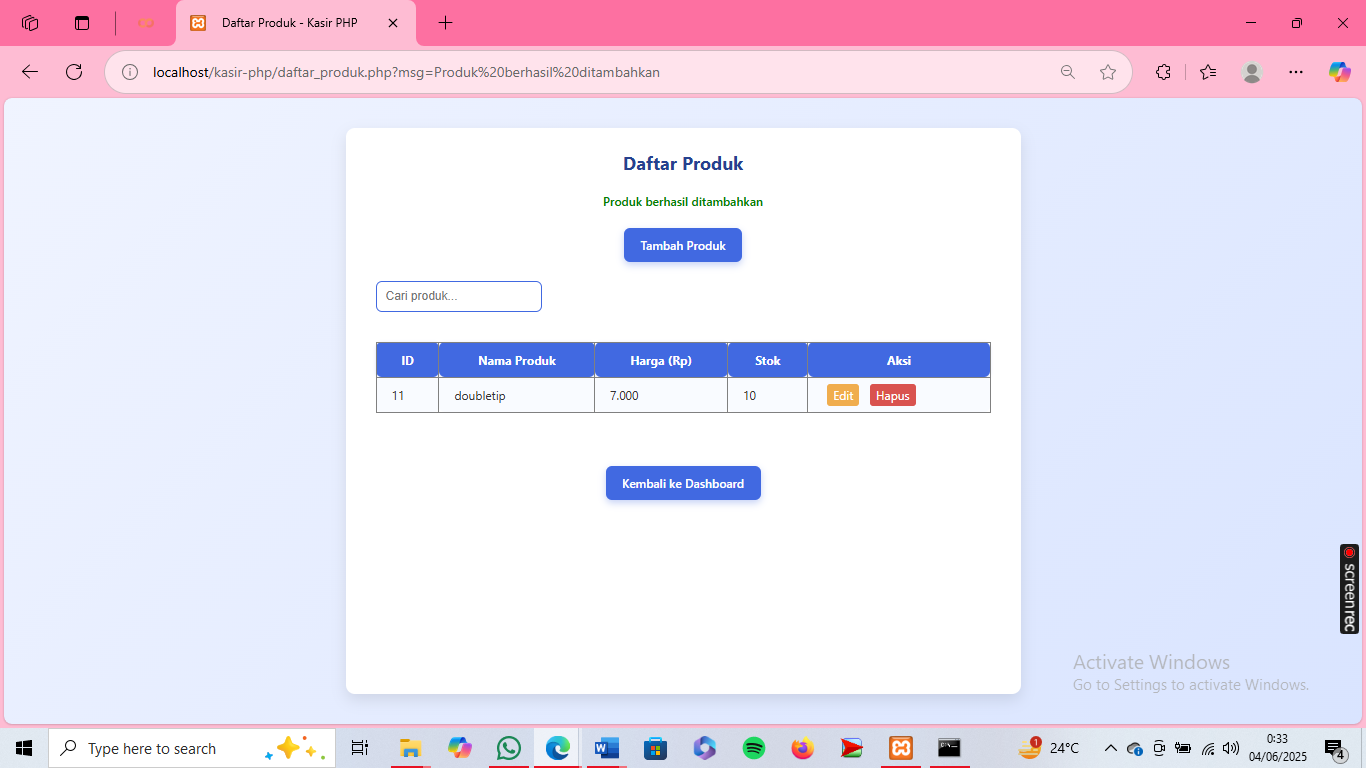 Daftar Produk - Kasir PHP
localhost/kasir-php/daftar_produk.php?msg=Produk%20berhasil%20ditambahkan
Daftar Produk
Produk berhasil ditambahkan
Tambah Produk
Cari produk...
ID Nama Produk Harga (Rp) Stok Aksi
11 doubletip 7.000 10 Edit Hapus
Kembali ke Dashboard
screen rec
Activate Windows
Go to Settings to activate Windows.
Type here to search
1
24°C
0:33
04/06/2025
4